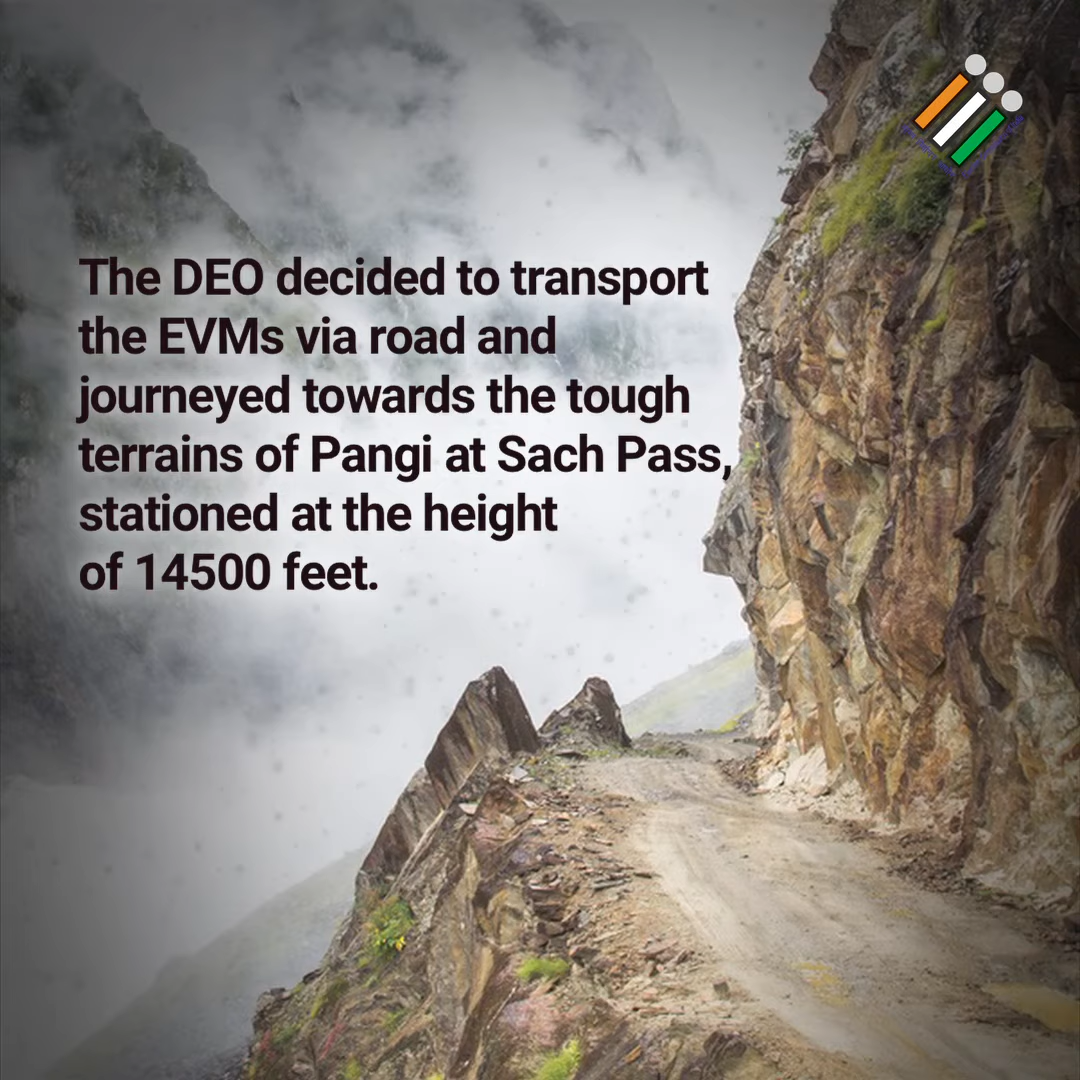 The DEO decided to transport
the EVMs via road and
journeyed towards the tough
terrains of Pangi at Sach Pass,
stationed at the height
of 14500 feet.